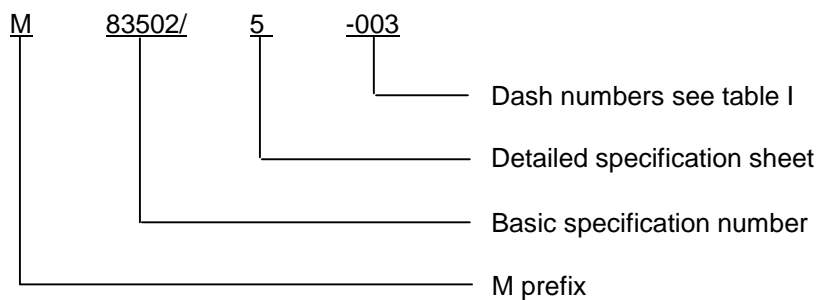 M 83502/ 5 -003
Dash numbers see table I
Detailed specification sheet
Basic specification number
M prefix